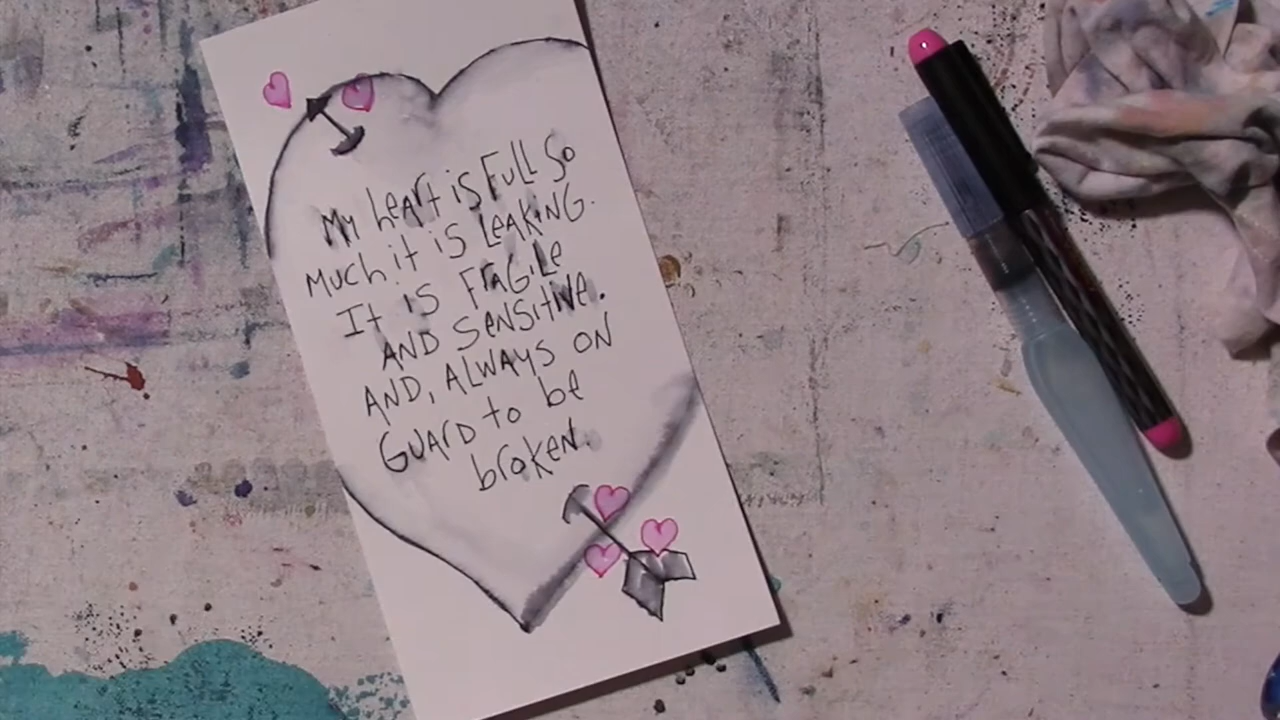 My heart is FULL So
Much it is LEAKiNG.
It is FRAGiLe
AND SeNSitiVe.
AND, ALWAYS ON
GUARD to be
broKeN.